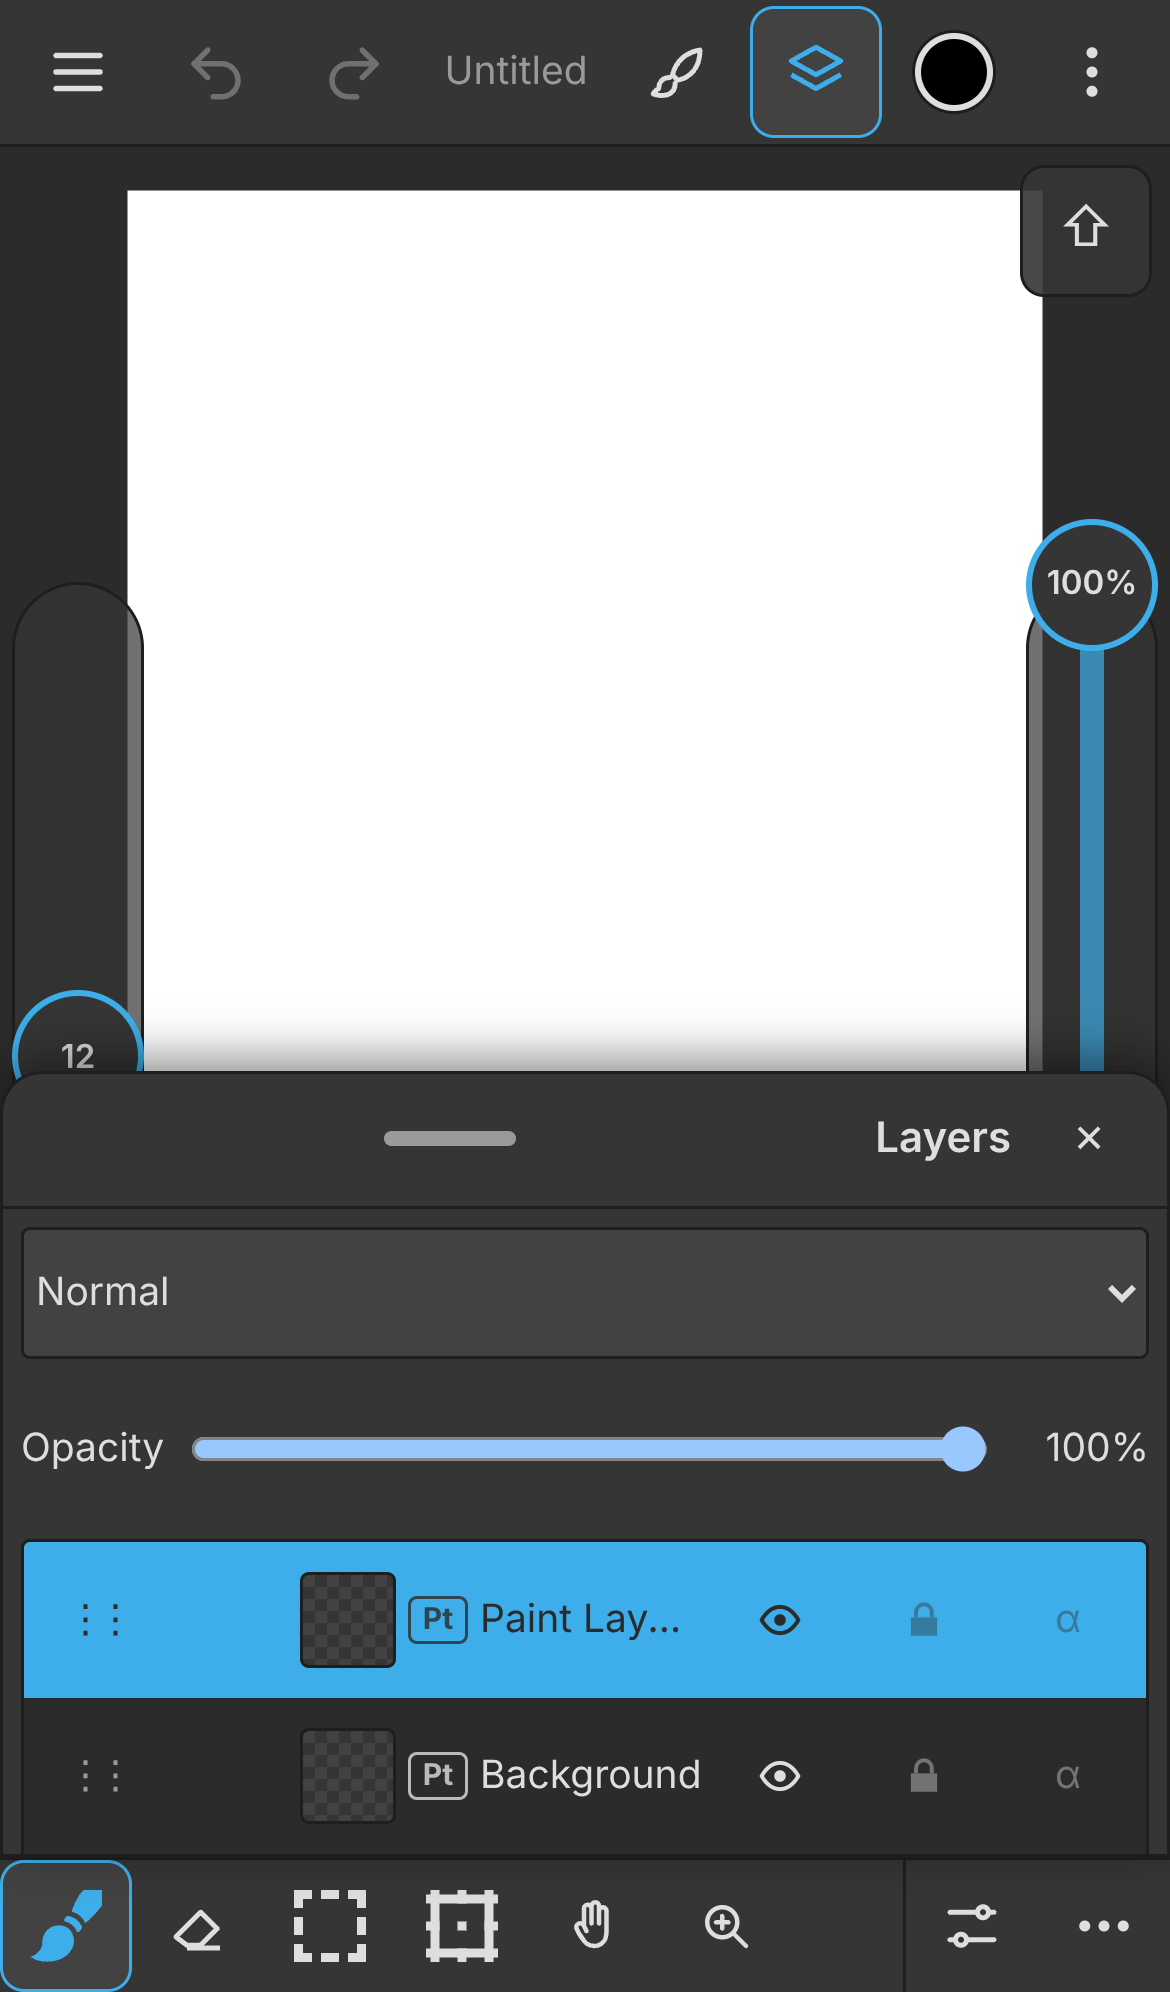 Untitled
100%
12
Layers
Normal
Opacity 100%
Pt Paint Lay... α
Pt Background α